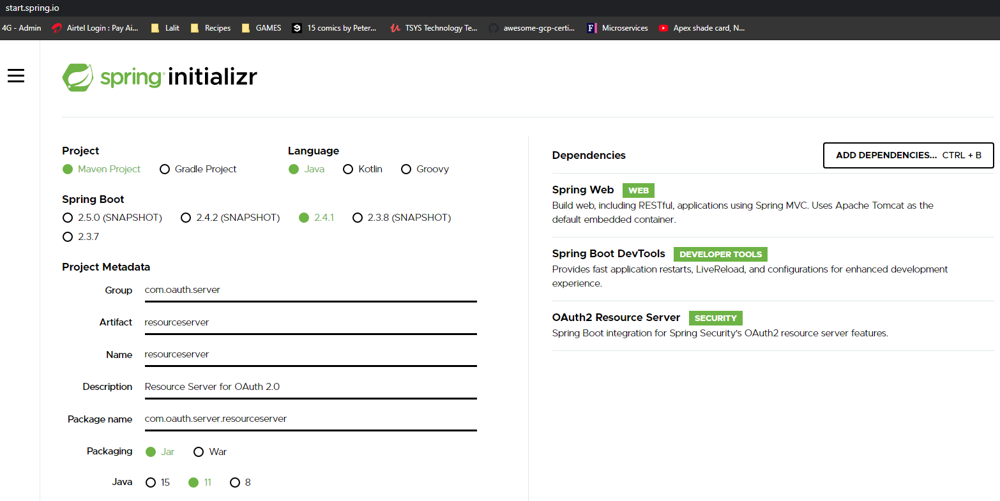 start.spring.io
4G - Admin Airtel Login : Pay Ai... Lalit Recipes GAMES 15 comics by Peter... TSYS Technology Te... awesome-gcp-certi... F Microservices Apex shade card, N...
spring initializr
Project
Maven Project Gradle Project
Language
Java Kotlin Groovy
Spring Boot
2.5.0 (SNAPSHOT) 2.4.2 (SNAPSHOT) 2.4.1 2.3.8 (SNAPSHOT)
2.3.7
Project Metadata
Group com.oauth.server
Artifact resourceserver
Name resourceserver
Description Resource Server for OAuth 2.0
Package name com.oauth.server.resourceserver
Packaging Jar War
Java 15 11 8
Dependencies
ADD DEPENDENCIES... CTRL + B
Spring Web WEB
Build web, including RESTful, applications using Spring MVC. Uses Apache Tomcat as the
default embedded container.
Spring Boot DevTools DEVELOPER TOOLS
Provides fast application restarts, LiveReload, and configurations for enhanced development
experience.
OAuth2 Resource Server SECURITY
Spring Boot integration for Spring Security's OAuth2 resource server features.